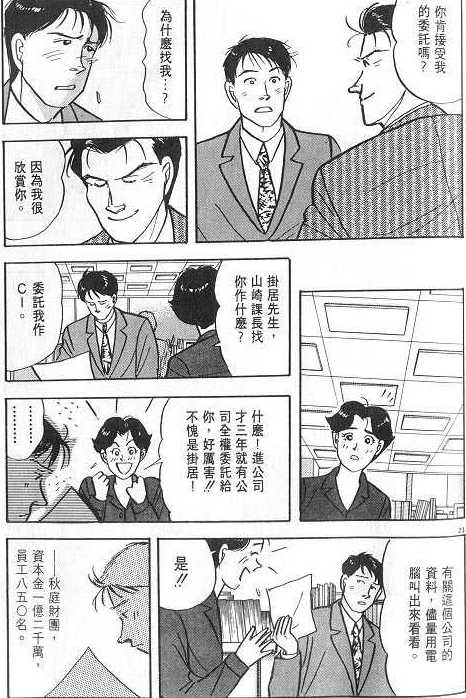 你肯接受我
的委託嗎?
為什麼找我…?
因為我很
欣賞你。
掛居先生,
山崎課長找
你作什麼?
委託我作
CI。
什麼!進公司
才三年就有公
司全權委託給
你,好厲害!!
不愧是掛居!
…………
…………
21
有關這個公司的
資料,儘量用電
腦叫出來看看。
是!!
──秋庭財團,
資本金一億二千萬,
員工八五〇名。